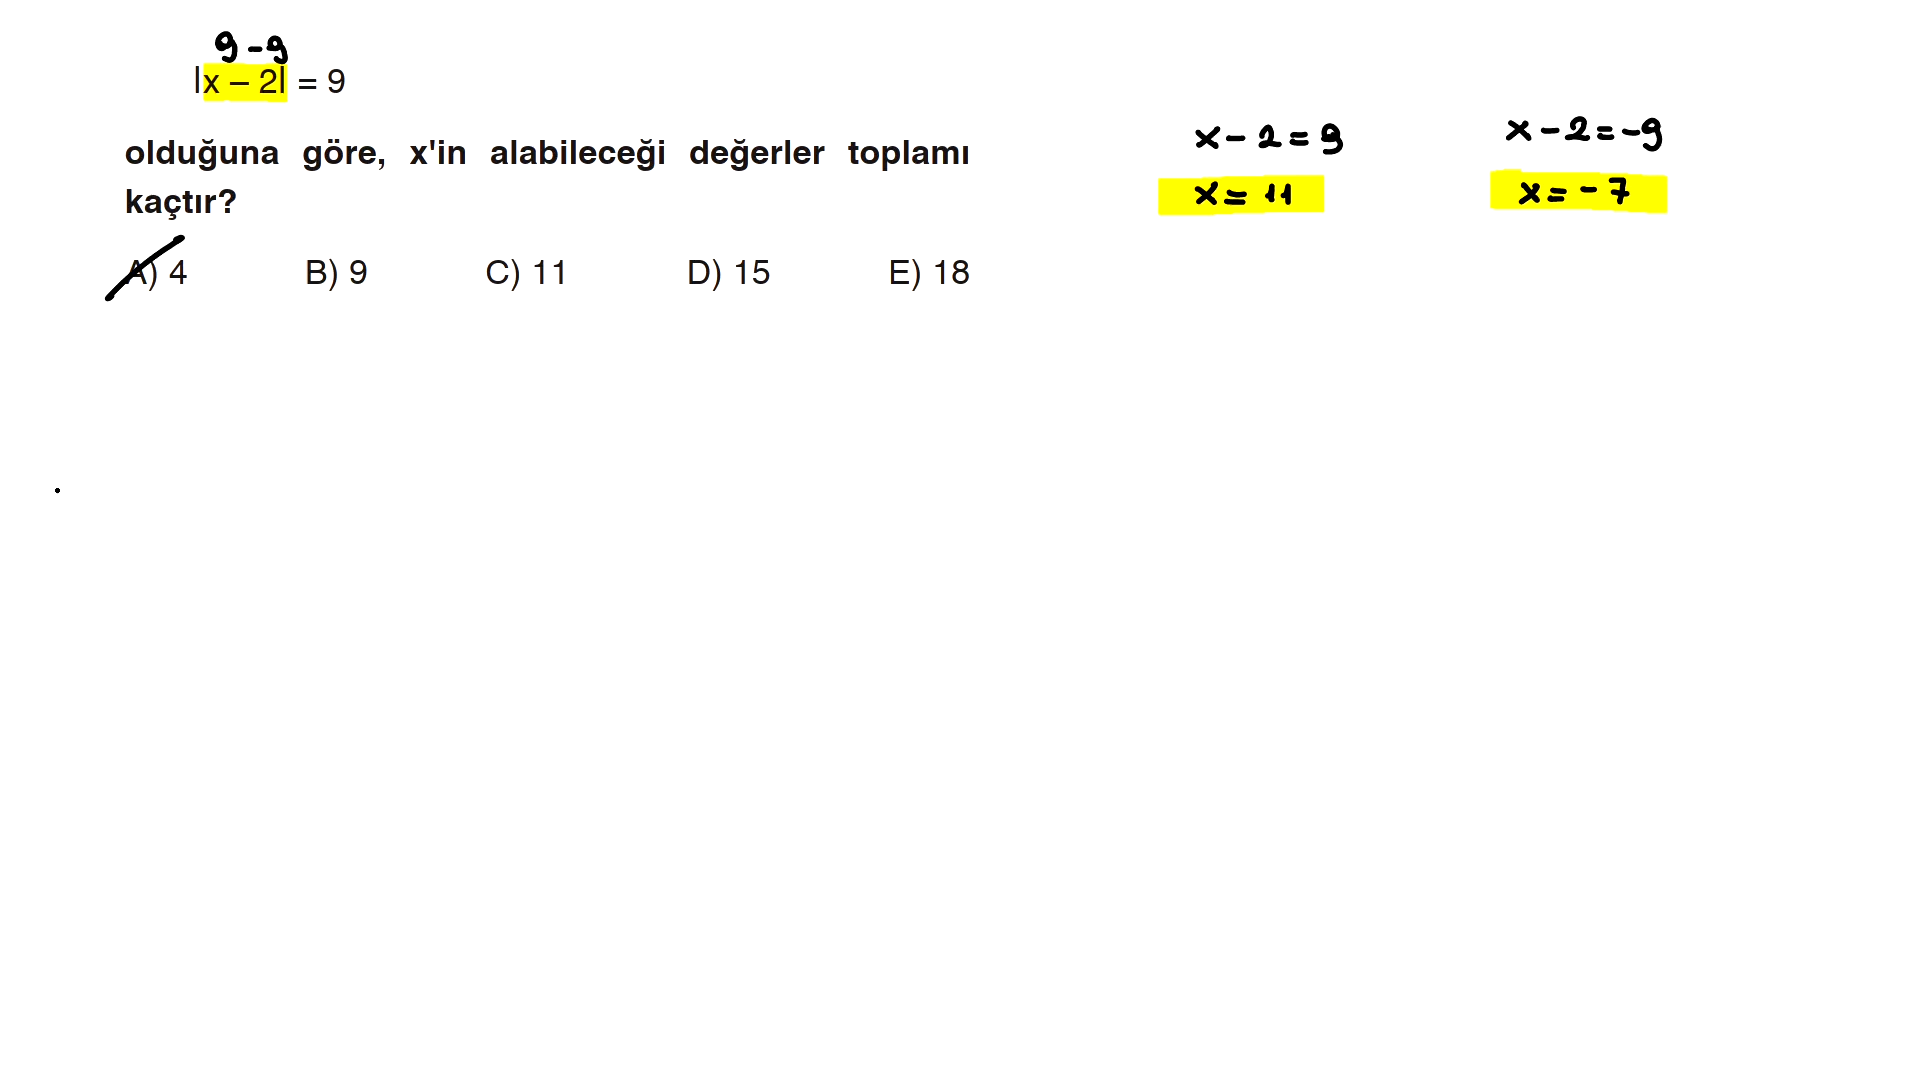 9 -9
|x – 2| = 9
olduğuna göre, x'in alabileceği değerler toplamı
kaçtır?
A) 4 B) 9 C) 11 D) 15 E) 18
x - 2 = 9
x = 11
x - 2 = -9
x = - 7